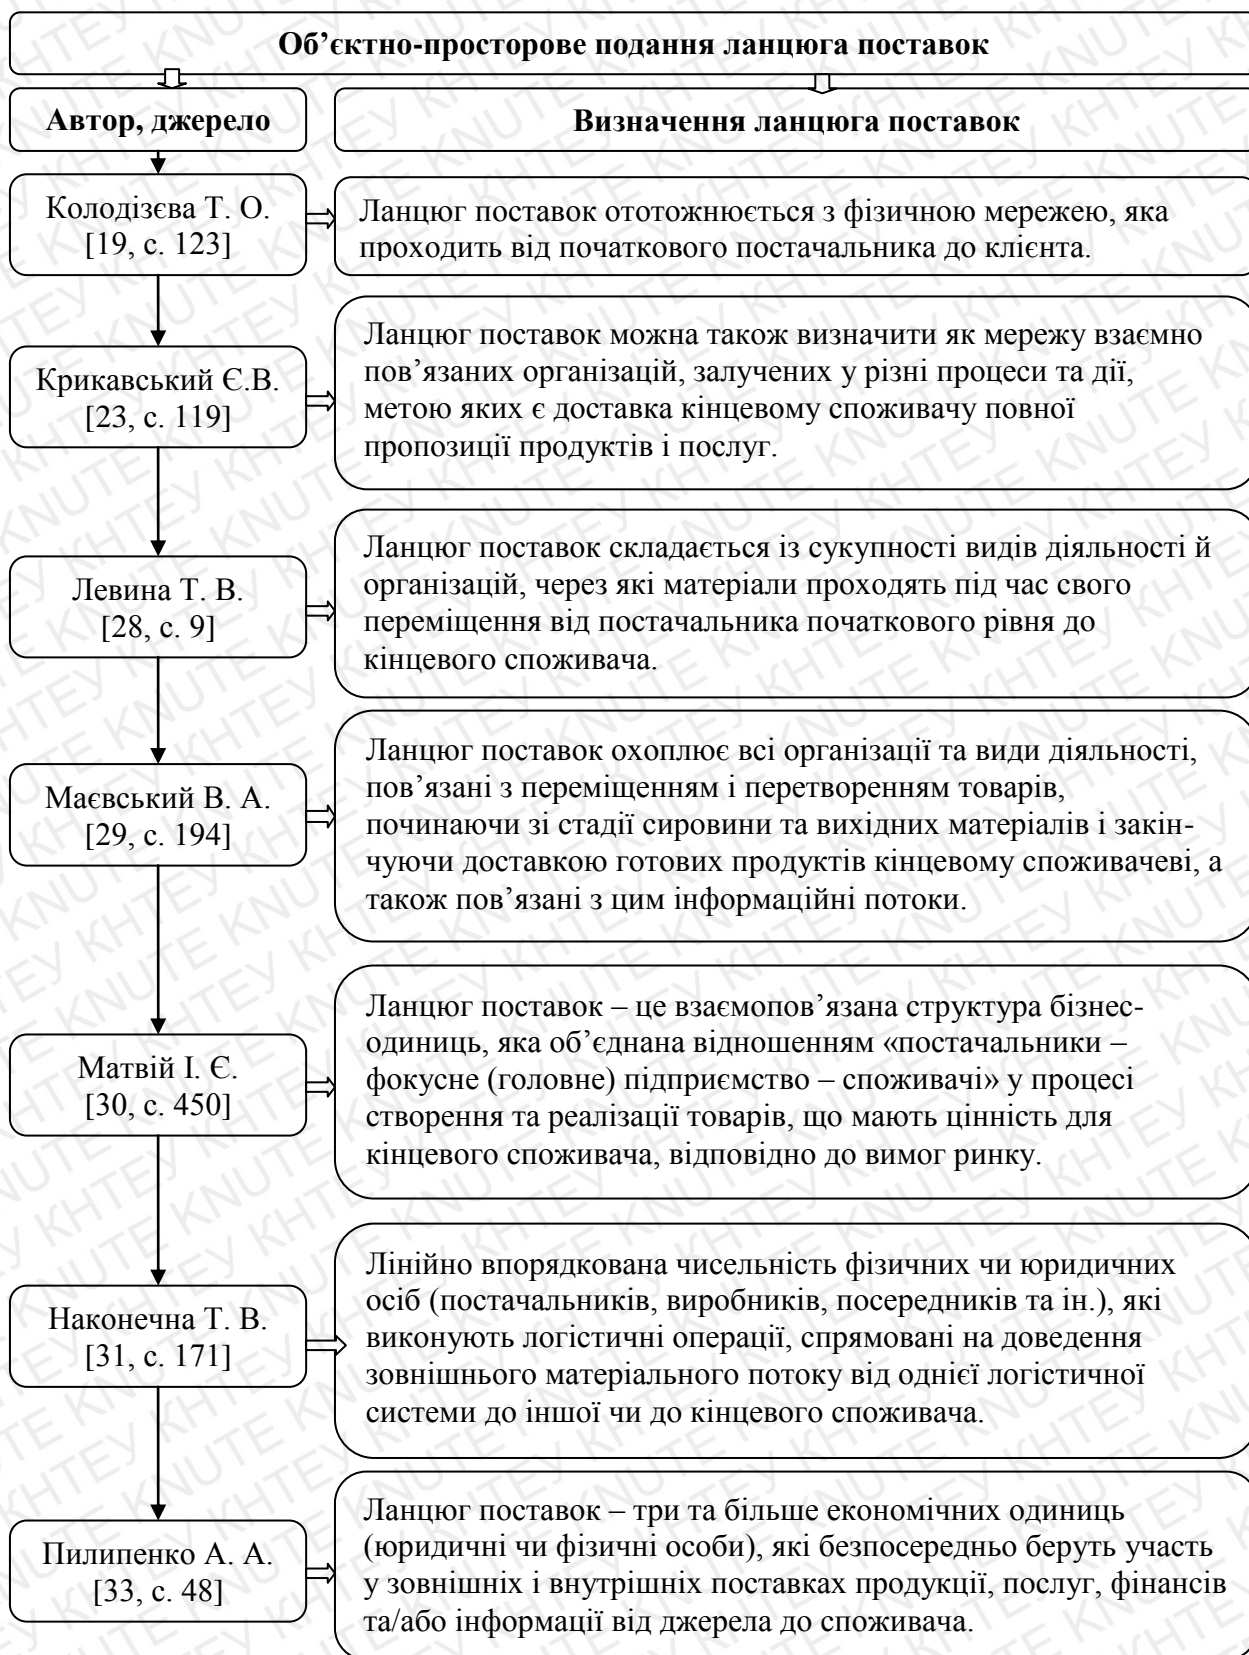 Об’єктно-просторове подання ланцюга поставок
Автор, джерело
Визначення ланцюга поставок
Колодізєва Т. О.
[19, с. 123]
Ланцюг поставок ототожнюється з фізичною мережею, яка
проходить від початкового постачальника до клієнта.
Крикавський Є.В.
[23, с. 119]
Ланцюг поставок можна також визначити як мережу взаємно
пов’язаних організацій, залучених у різні процеси та дії,
метою яких є доставка кінцевому споживачу повної
пропозиції продуктів і послуг.
Левина Т. В.
[28, с. 9]
Ланцюг поставок складається із сукупності видів діяльності й
організацій, через які матеріали проходять під час свого
переміщення від постачальника початкового рівня до
кінцевого споживача.
Маєвський В. А.
[29, с. 194]
Ланцюг поставок охоплює всі організації та види діяльності,
пов’язані з переміщенням і перетворенням товарів,
починаючи зі стадії сировини та вихідних матеріалів і закін-
чуючи доставкою готових продуктів кінцевому споживачеві, а
також пов’язані з цим інформаційні потоки.
Матвій І. Є.
[30, с. 450]
Ланцюг поставок – це взаємопов’язана структура бізнес-
одиниць, яка об’єднана відношенням «постачальники –
фокусне (головне) підприємство – споживачі» у процесі
створення та реалізації товарів, що мають цінність для
кінцевого споживача, відповідно до вимог ринку.
Наконечна Т. В.
[31, с. 171]
Лінійно впорядкована чисельність фізичних чи юридичних
осіб (постачальників, виробників, посередників та ін.), які
виконують логістичні операції, спрямовані на доведення
зовнішнього матеріального потоку від однієї логістичної
системи до іншої чи до кінцевого споживача.
Пилипенко А. А.
[33, с. 48]
Ланцюг поставок – три та більше економічних одиниць
(юридичні чи фізичні особи), які безпосередньо беруть участь
у зовнішніх і внутрішніх поставках продукції, послуг, фінансів
та/або інформації від джерела до споживача.